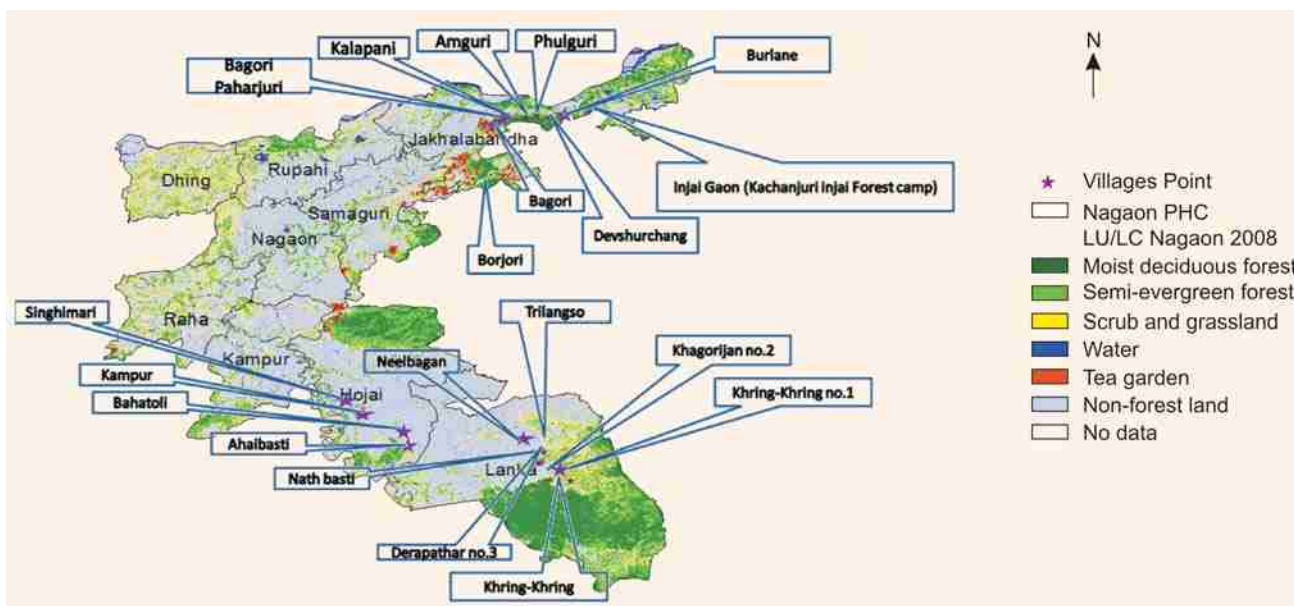 Kalapani
Amguri
Phulguri
Burlane
Bagori
Paharjuri
N
Jakhalabandha
Rupahi
Dhing
Injai Gaon (Kachanjuri injai Forest camp)
Bagori
Samaguri
Devshurchang
Nagaon
Borjori
Singhimari
Trilangso
Raha
Khagorijan no.2
Kampur
Neelbagan
Kampur
Khring-Khring no.1
Hojai
Bahatoli
Ahaibasti
Nath basti
Lanka
Derapathar no.3
Khring-Khring
Villages Point
Nagaon PHC
LU/LC Nagaon 2008
Moist deciduous forest
Semi-evergreen forest
Scrub and grassland
Water
Tea garden
Non-forest land
No data